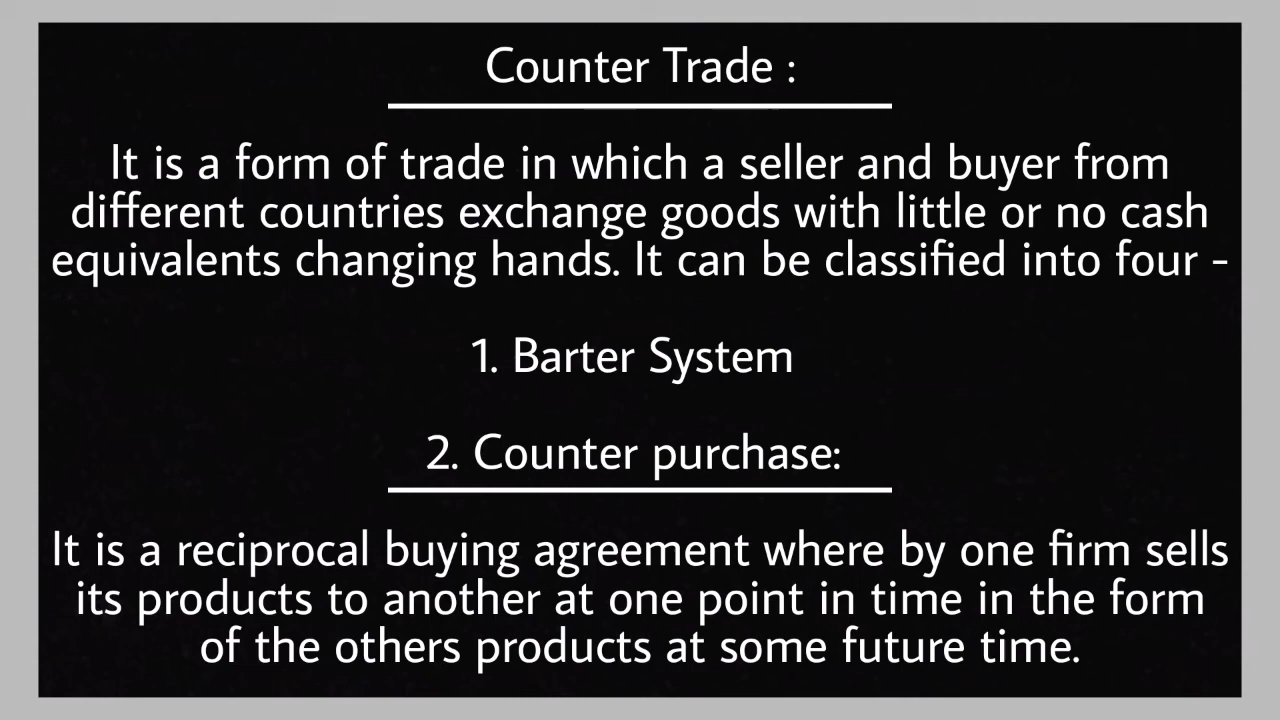 Counter Trade :
It is a form of trade in which a seller and buyer from
different countries exchange goods with little or no cash
equivalents changing hands. It can be classified into four -
1. Barter System
2. Counter purchase:
It is a reciprocal buying agreement where by one firm sells
its products to another at one point in time in the form
of the others products at some future time.